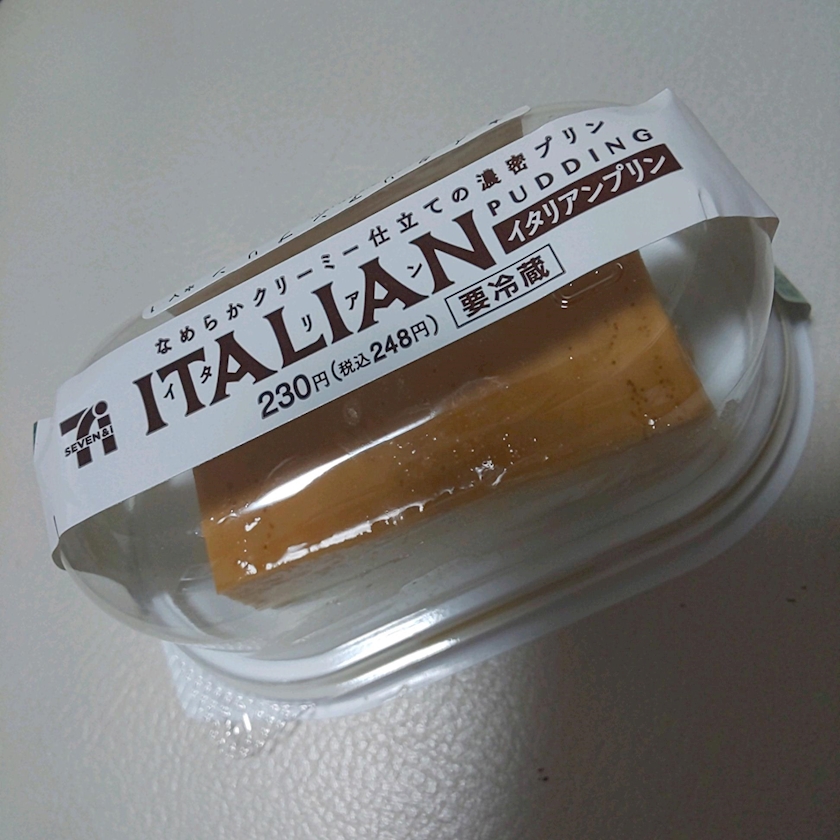 なめらかクリーミー仕立ての濃密プリン
ITALIAN PUDDING
イタリアン
イタリアンプリン
230円(税込248円)
要冷蔵
SEVEN&i